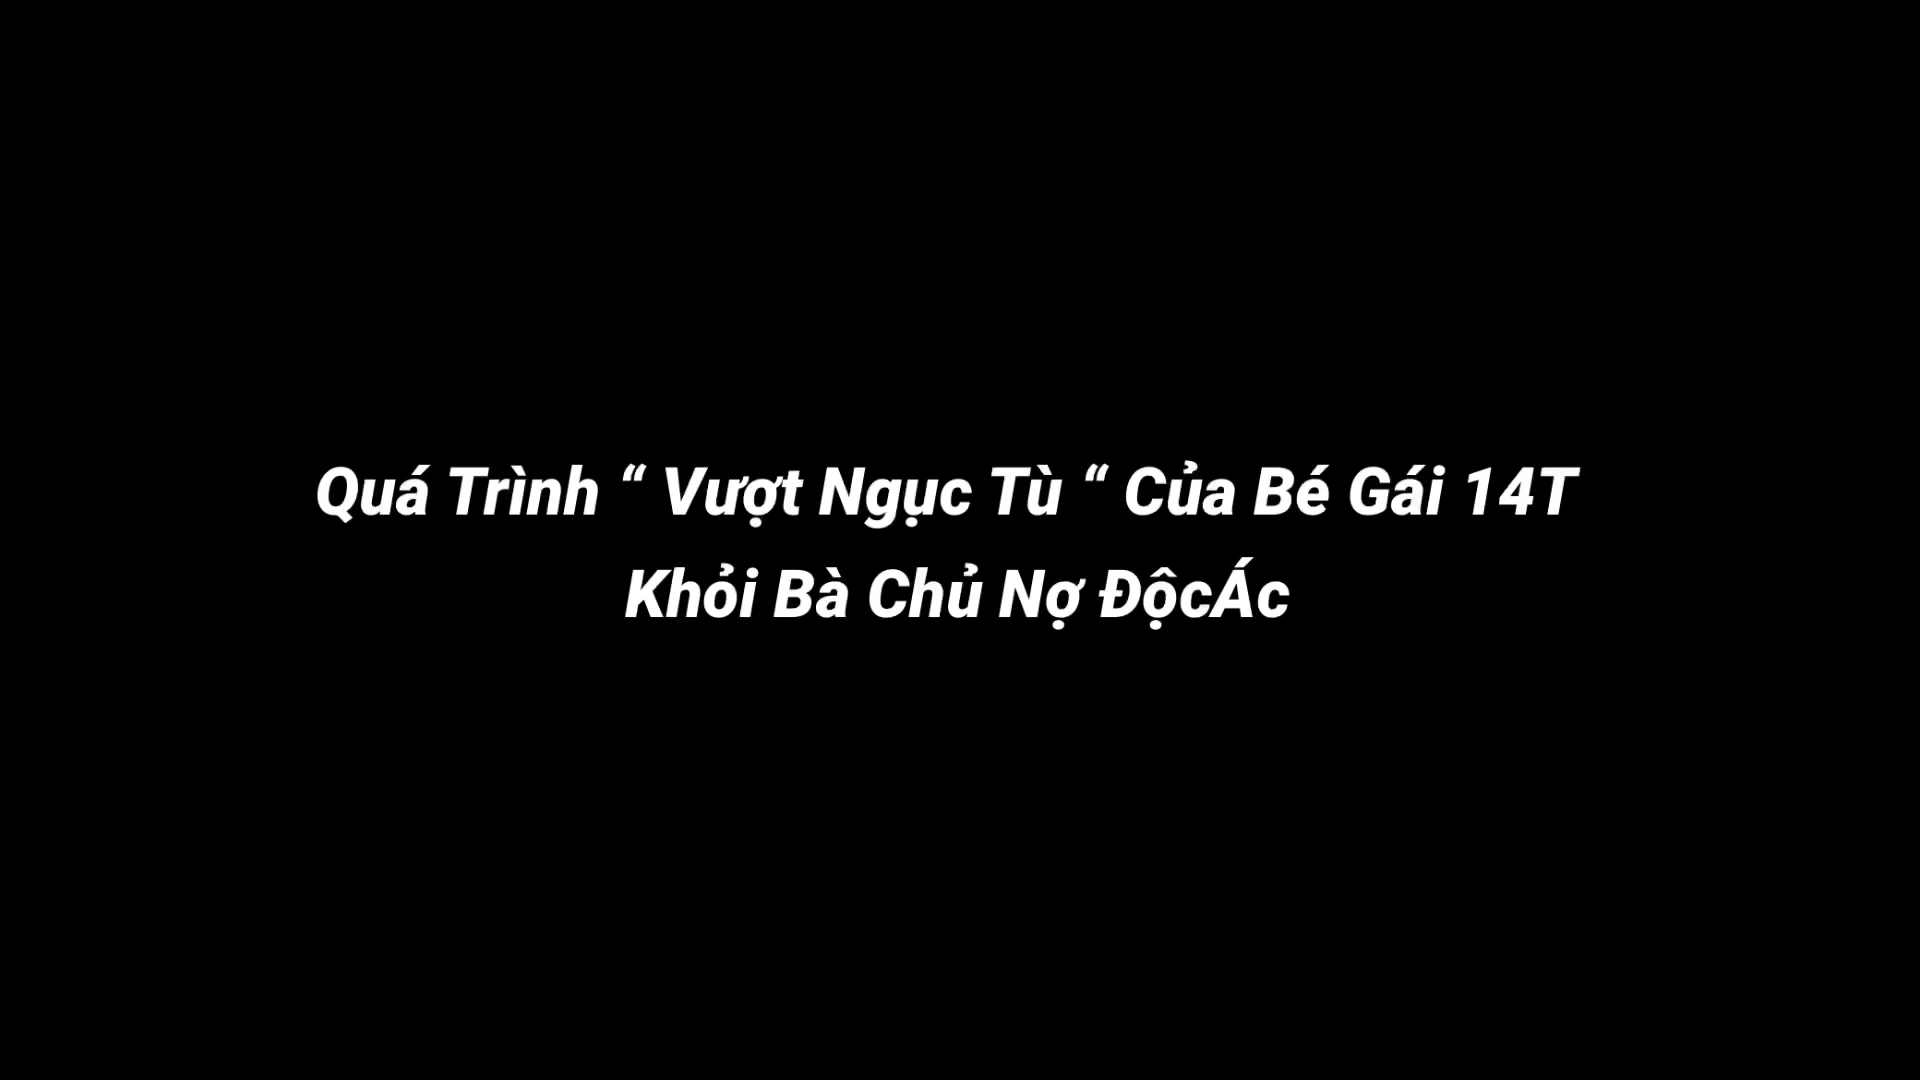 Quá Trình “ Vượt Ngục Tù “ Của Bé Gái 14T
Khỏi Bà Chủ Nợ ĐộcÁc